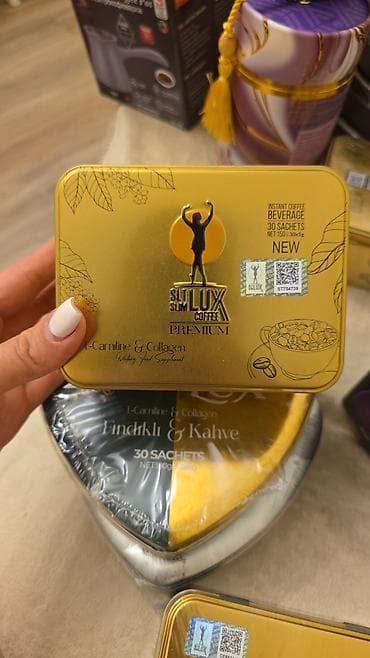 INSTANT COFFEE
BEVERAGE
30 SACHETS
NEW
LUX
SLIM
COFFEE
PREMIUM
L-Carnitine & Collagen
L-Carnitine & Collagen
Fındıklı & Kahve
30 SACHETS